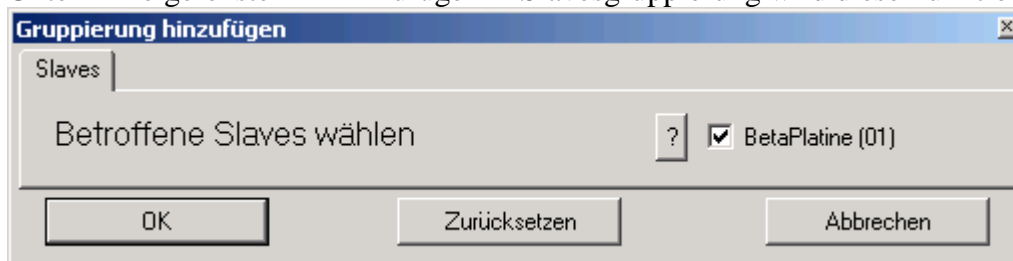 Gruppierung hinzufügen
Slaves
Betroffene Slaves wählen ? BetaPlatine (01)
OK Zurücksetzen Abbrechen